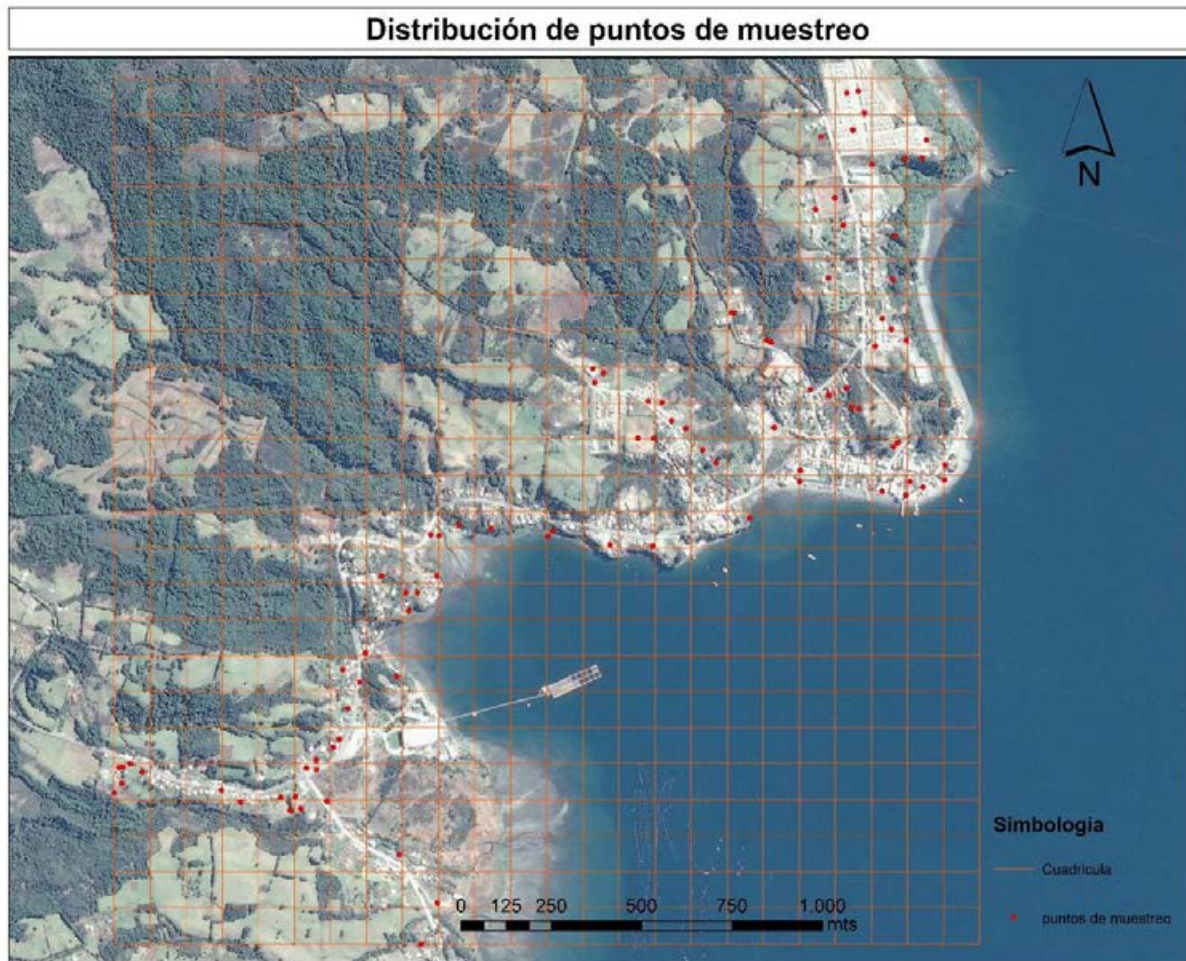 Distribución de puntos de muestreo
N
Simbologia
Cuadricula
puntos de muestreo
0 125 250 500 750 1.000
mts